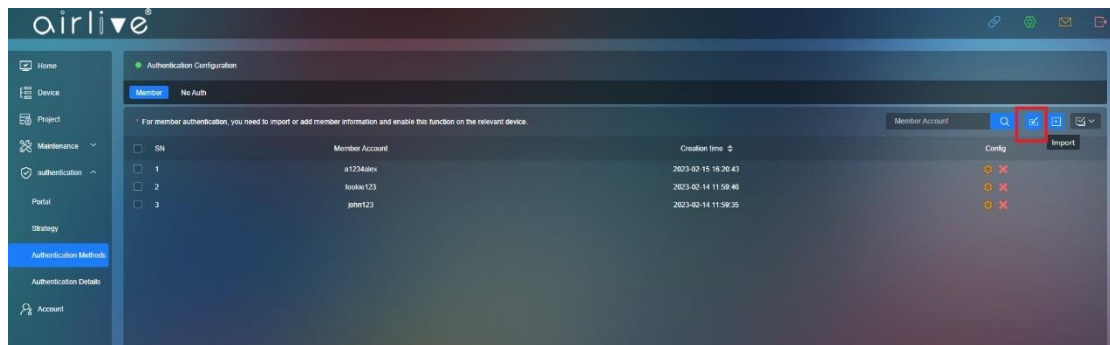 airlive®
Home
Authentication Configuration
Device
Member No Auth
Project
* For member authentication, you need to import or add member information and enable this function on the relevant device.
Member Account
Maintenance
SN Member Account Creation time Config
Import
authentication
1 a1234alex 2023-02-15 16:20:43
2 tookie123 2023-02-14 11:59:46
Portal
3 john123 2023-02-14 11:59:35
Strategy
Authentication Methods
Authentication Details
Account